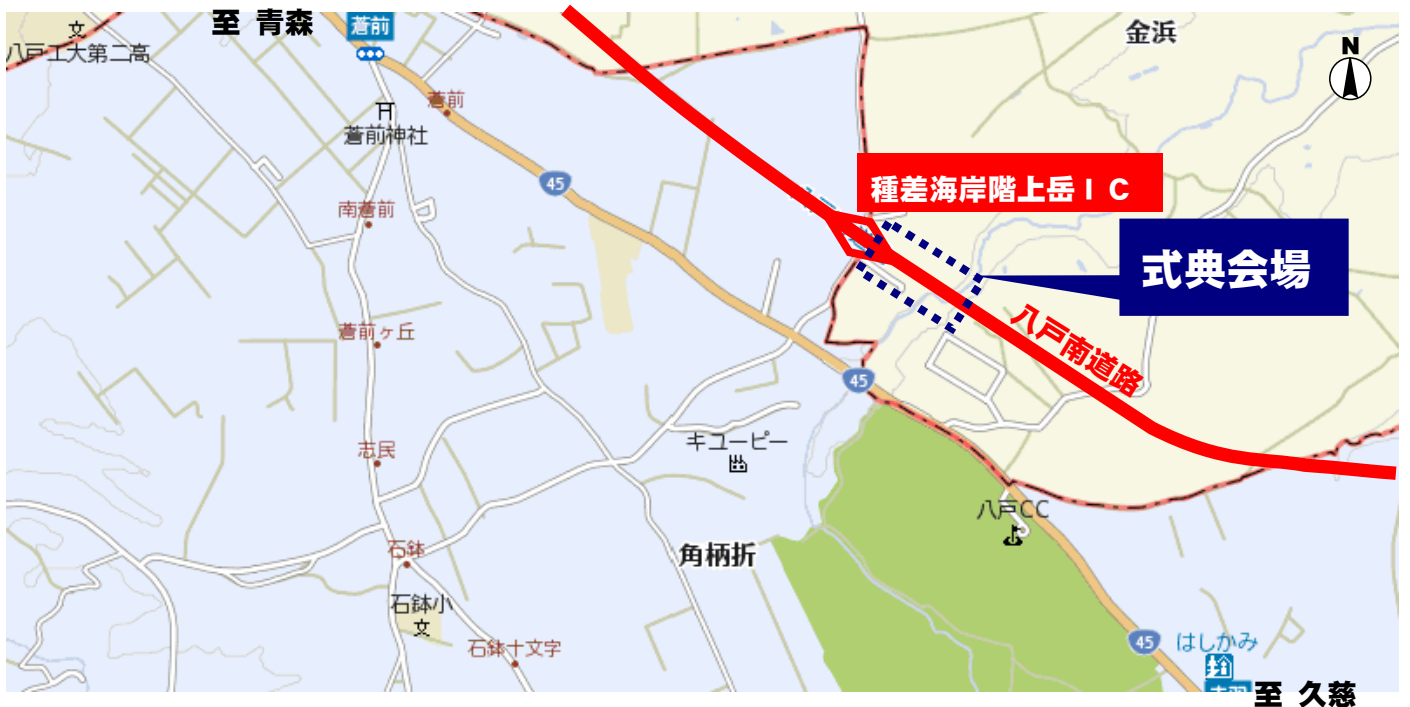 至 青森
蒼前
文
八戸工大第二高
金浜
N
蒼前
蒼前神社
45
種差海岸階上岳IC
南蒼前
式典会場
八戸南道路
蒼前ヶ丘
45
キユーピー
志民
八戸CC
石鉢
角柄折
石鉢小
文
石鉢十文字
45
はしかみ
至 久慈